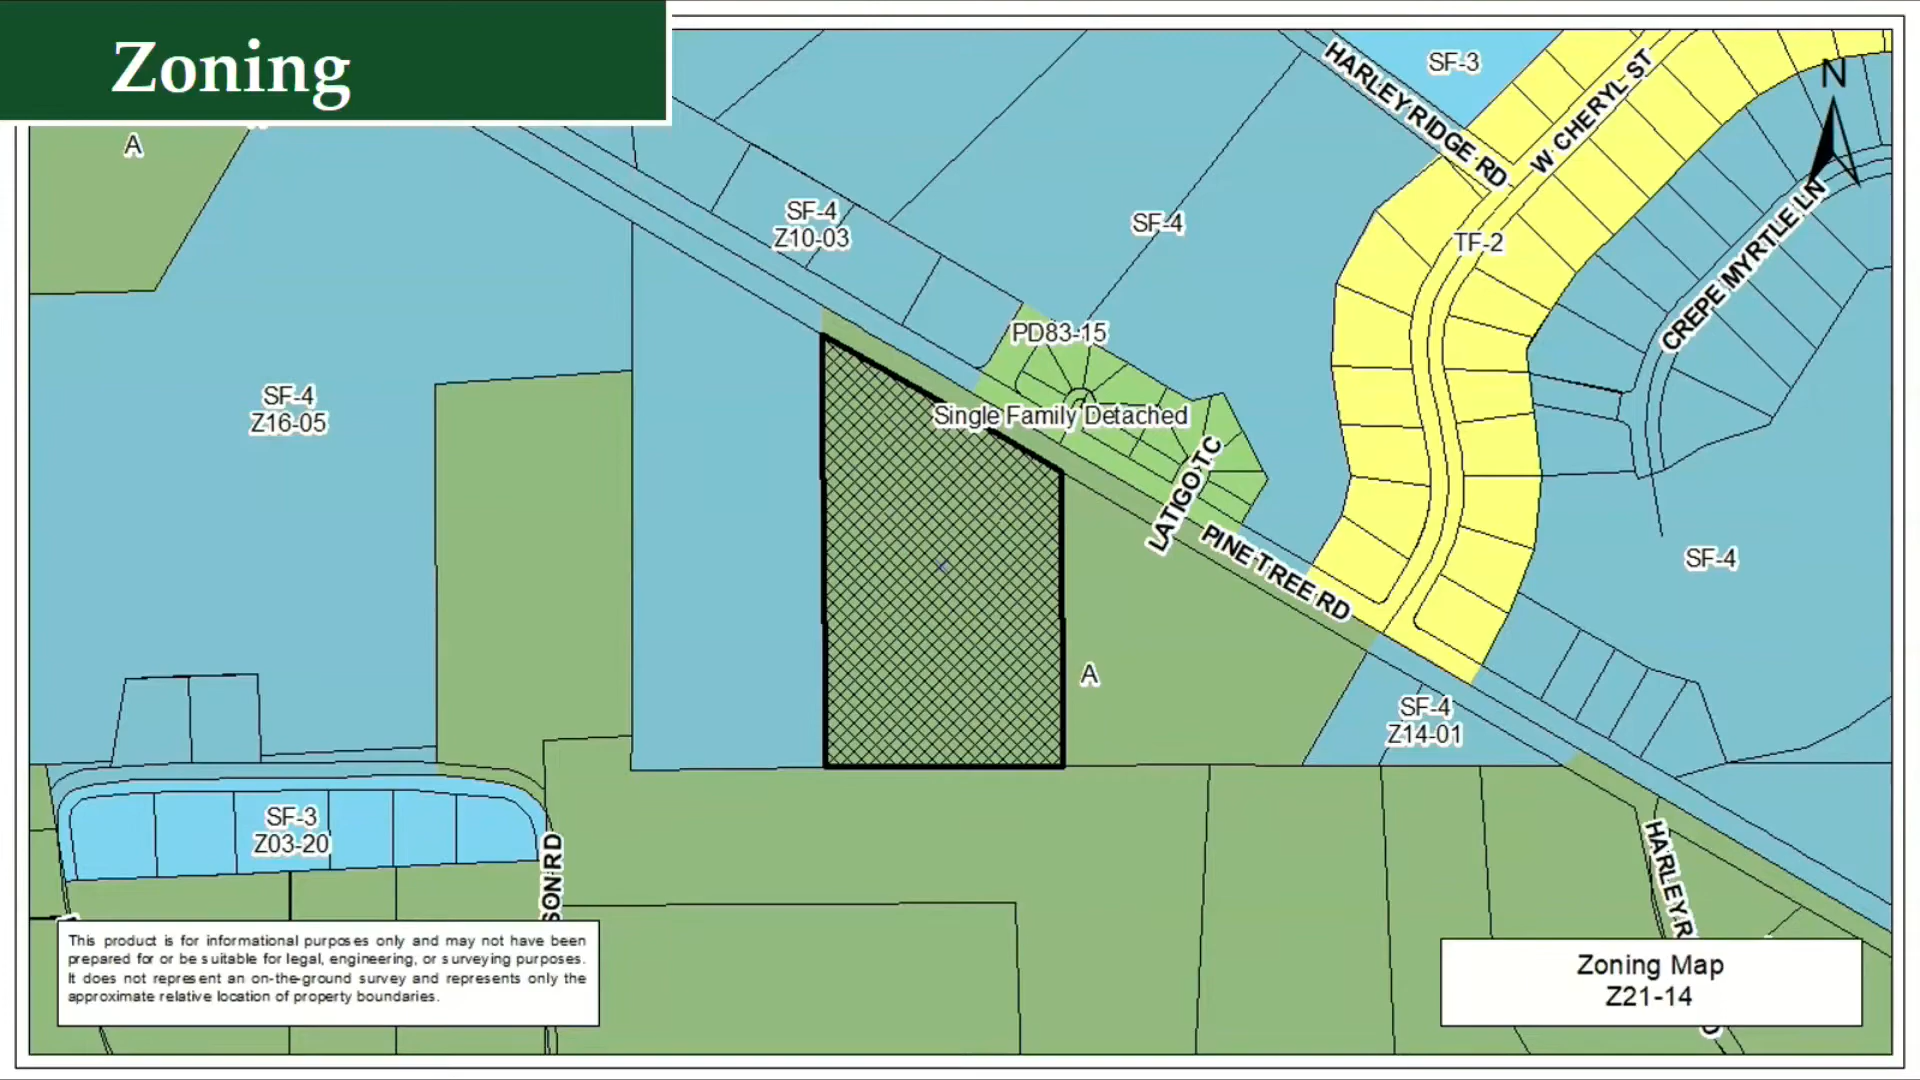 Zoning
A
SF-3
HARLEY RIDGE RD
W CHERYL ST
N
SF-4
Z10-03
SF-4
TF-2
CREPE MYRTLE LN
PD83-15
SF-4
Z16-05
Single Family Detached
LATIGO TC
PINE TREE RD
SF-4
A
SF-4
Z14-01
SF-3
Z03-20
SON RD
HARLEY R
This product is for informational purposes only and may not have been
prepared for or be suitable for legal, engineering, or surveying purposes.
It does not represent an on-the-ground survey and represents only the
approximate relative location of property boundaries.
Zoning Map
Z21-14